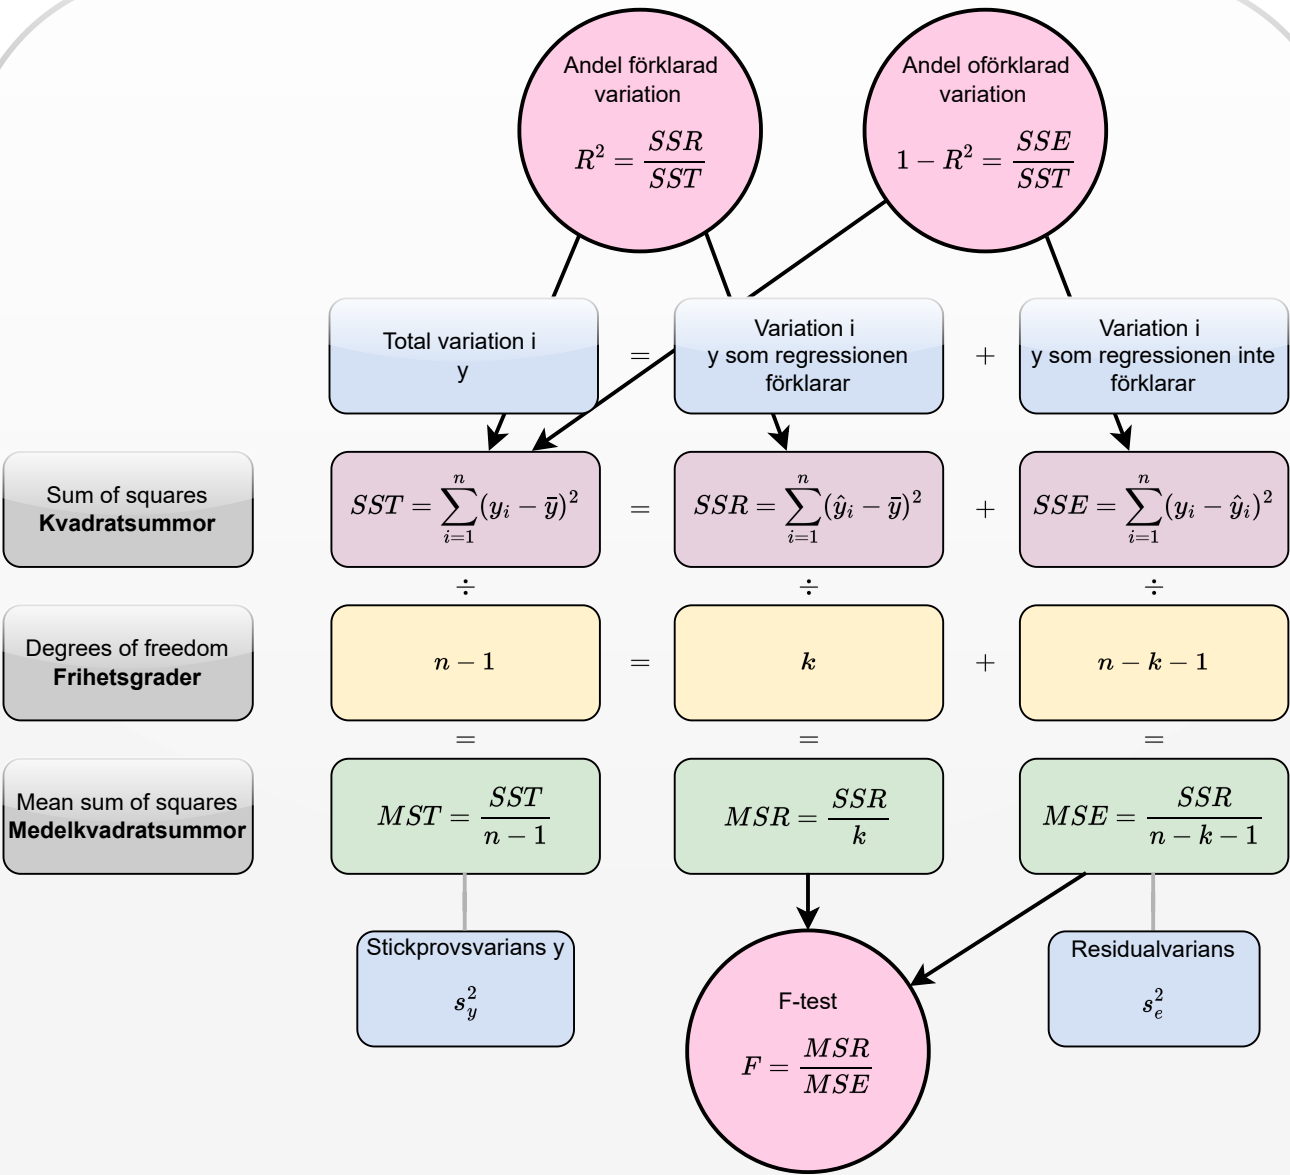 Andel förklarad
variation
R² = SSR / SST
Andel oförklarad
variation
1 − R² = SSE / SST
Total variation i
y
=
Variation i
y som regressionen
förklarar
+
Variation i
y som regressionen inte
förklarar
Sum of squares
Kvadratsummor
SST = ∑_{i=1}^{n} (y_i − ȳ)²
=
SSR = ∑_{i=1}^{n} (ŷ_i − ȳ)²
+
SSE = ∑_{i=1}^{n} (y_i − ŷ_i)²
÷ ÷ ÷
Degrees of freedom
Frihetsgrader
n − 1
=
k
+
n − k − 1
= = =
Mean sum of squares
Medelkvadratsummor
MST = SST / n − 1
MSR = SSR / k
MSE = SSR / n − k − 1
Stickprovsvarians y
s_y²
F-test
F = MSR / MSE
Residualvarians
s_e²